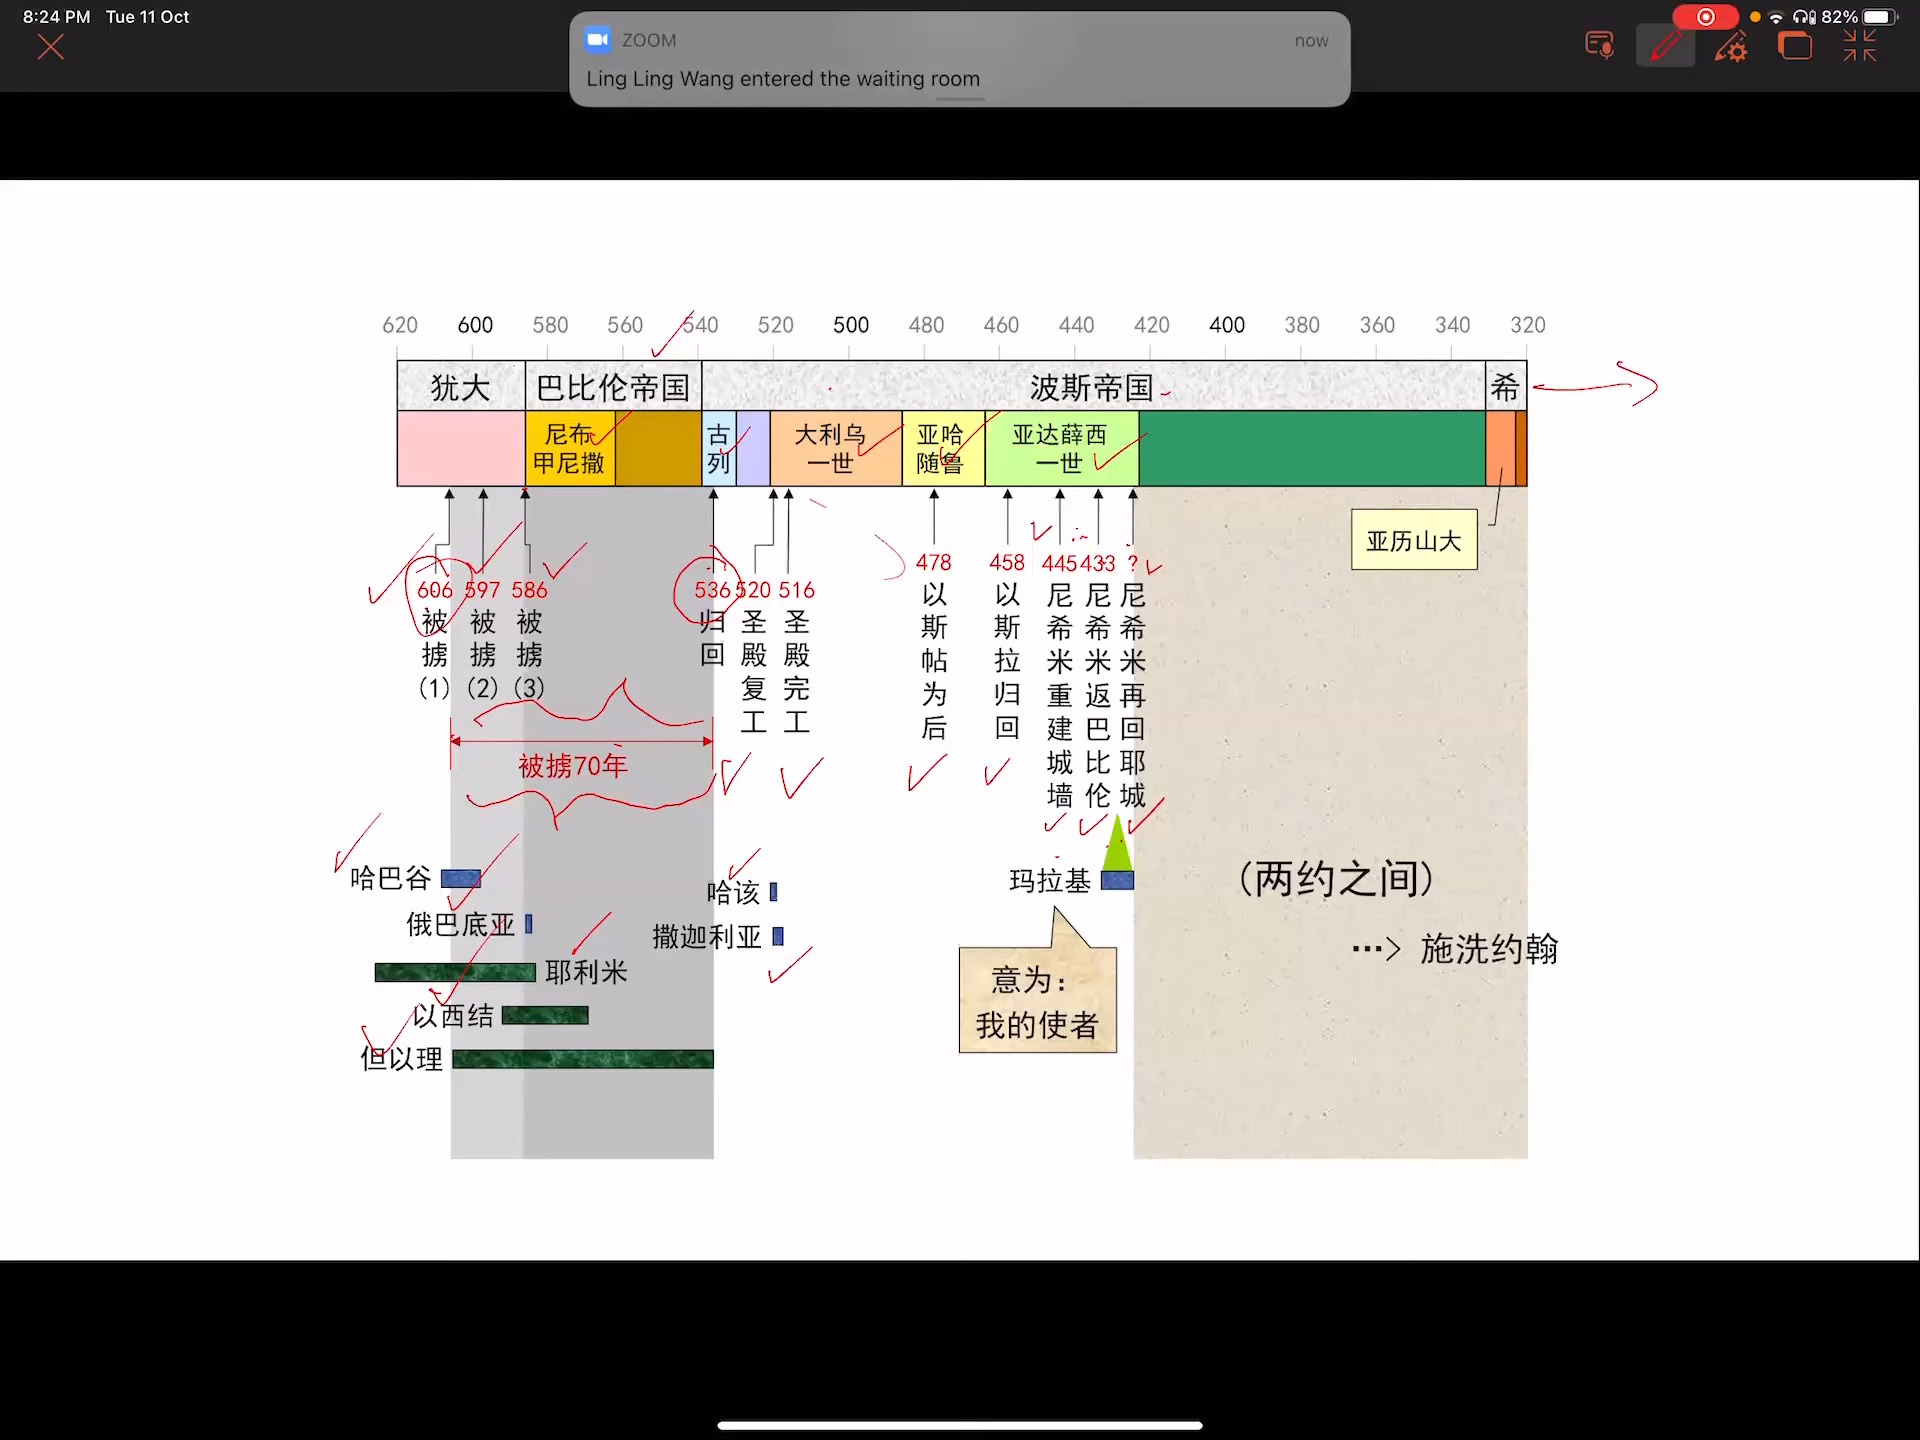 8:24 PM Tue 11 Oct
82%
ZOOM
now
Ling Ling Wang entered the waiting room
620 600 580 560 540 520 500 480 460 440 420 400 380 360 340 320
犹大 巴比伦帝国 波斯帝国 希
尼布
甲尼撒
古
列
大利乌
一世
亚哈
随鲁
亚达薛西
一世
亚历山大
606
被掳(1)
597
被掳(2)
586
被掳(3)
536
归回
520
圣殿复工
516
圣殿完工
478
以斯帖为后
458
以斯拉归回
445
尼希米重建城墙
433
尼希米返巴比伦
?
尼希米再回耶城
被掳70年
哈巴谷
俄巴底亚
耶利米
以西结
但以理
哈该
撒迦利亚
玛拉基
意为：
我的使者
(两约之间)
…> 施洗约翰